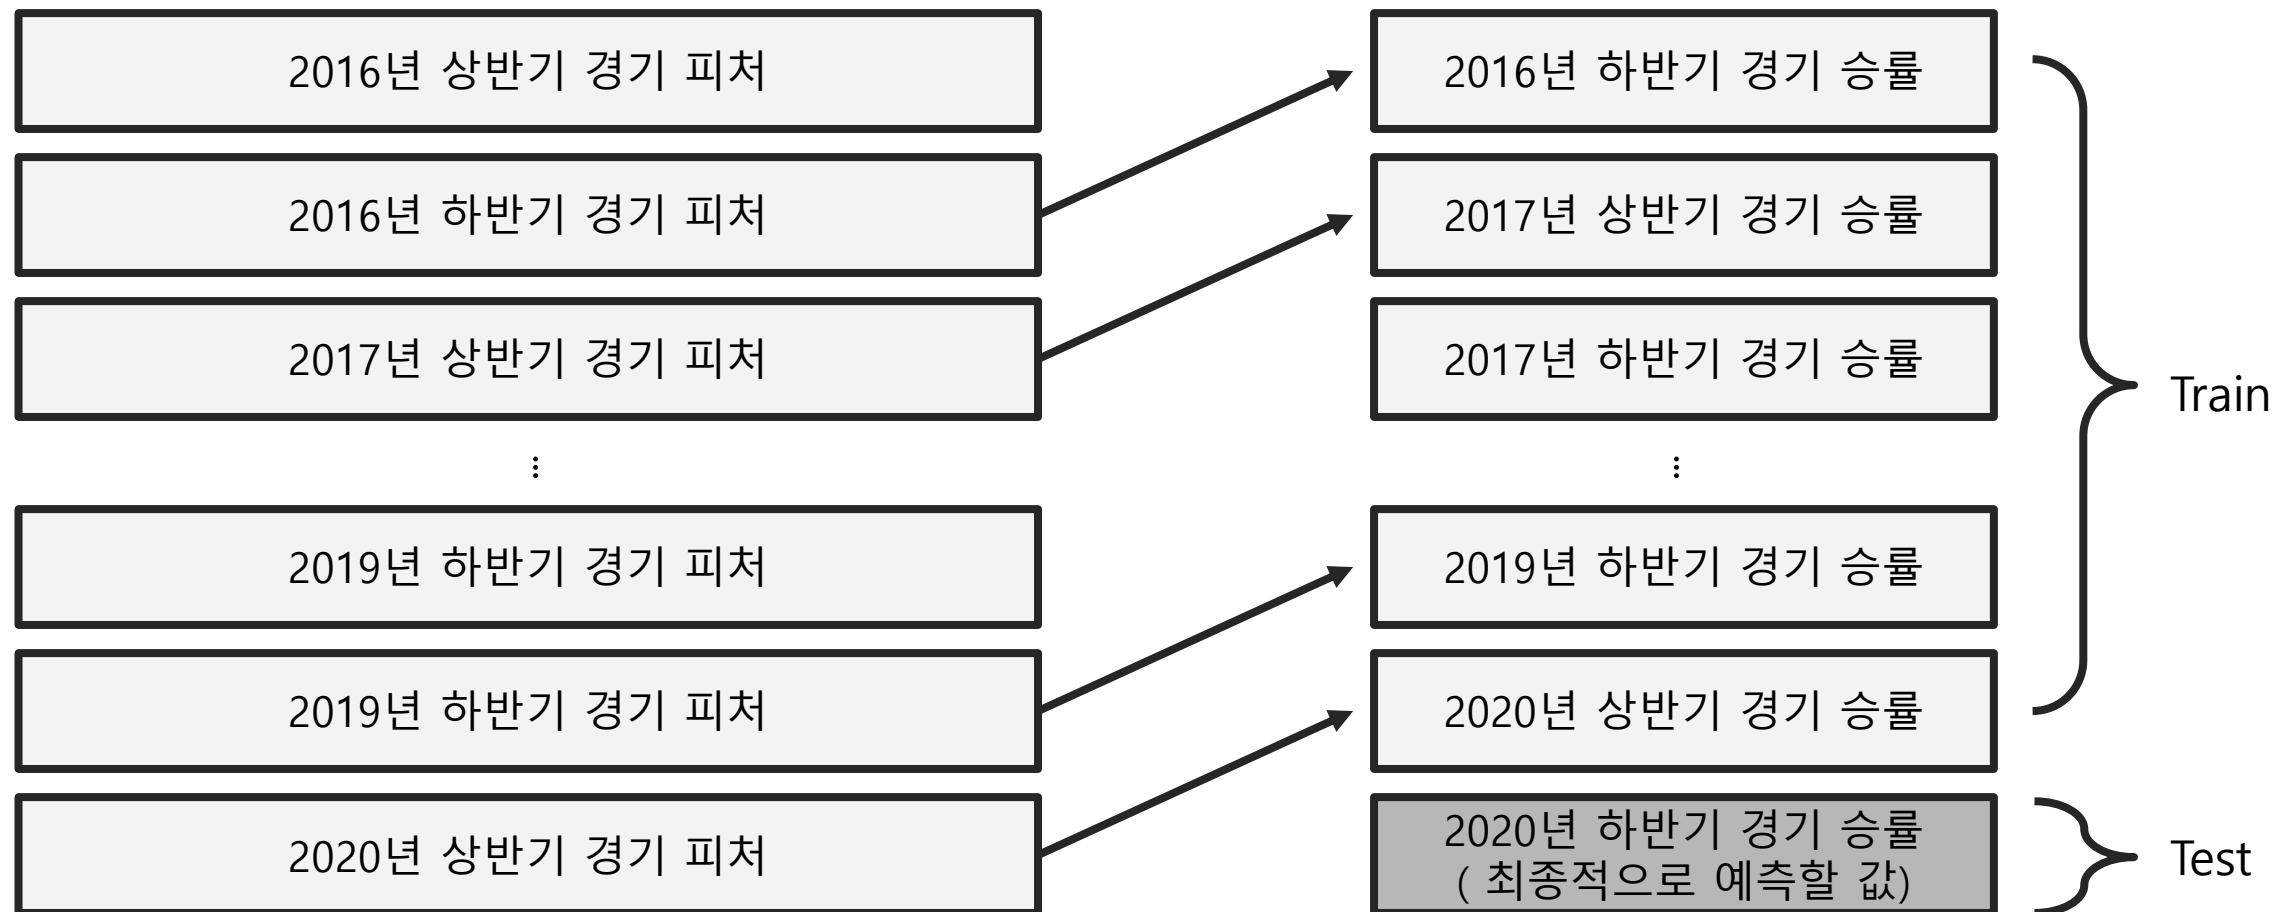 2016년 상반기 경기 피처
2016년 하반기 경기 승률
2016년 하반기 경기 피처
2017년 상반기 경기 승률
2017년 상반기 경기 피처
2017년 하반기 경기 승률
Train
2019년 하반기 경기 피처
2019년 하반기 경기 승률
2019년 하반기 경기 피처
2020년 상반기 경기 승률
2020년 상반기 경기 피처
2020년 하반기 경기 승률
( 최종적으로 예측할 값)
Test